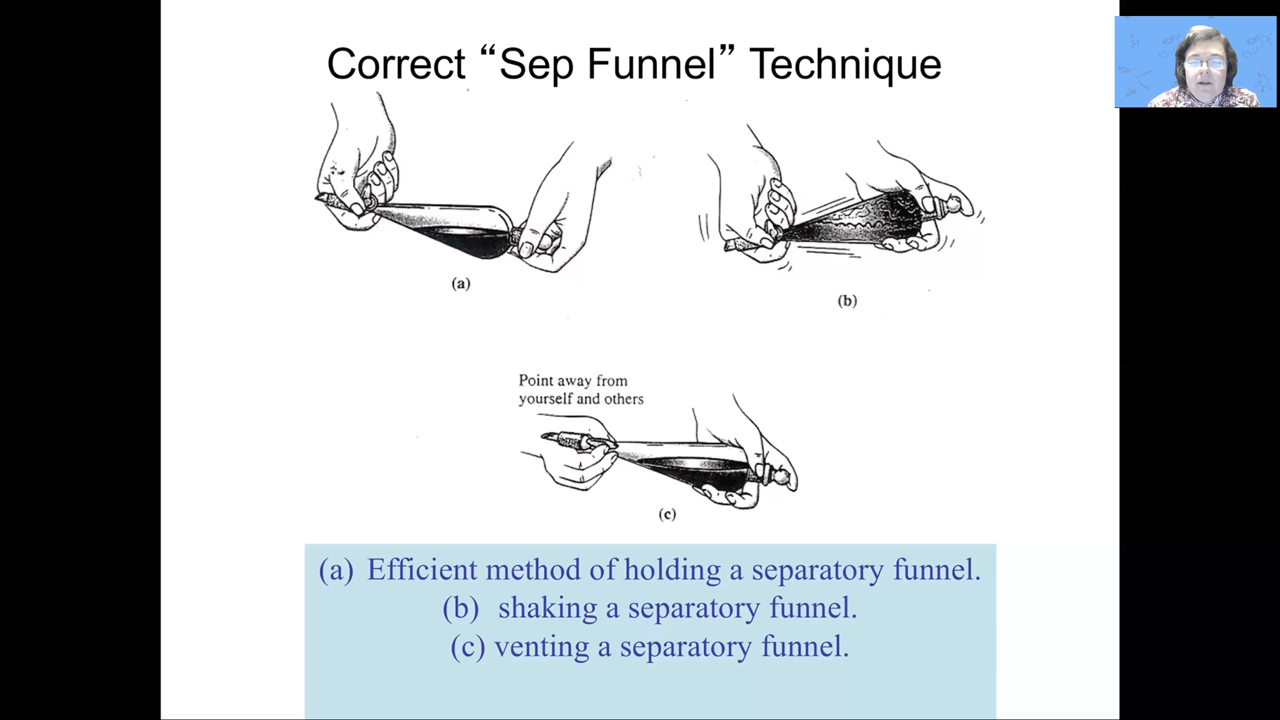 Correct “Sep Funnel” Technique
(a)
(b)
Point away from
yourself and others
(c)
(a) Efficient method of holding a separatory funnel.
(b) shaking a separatory funnel.
(c) venting a separatory funnel.